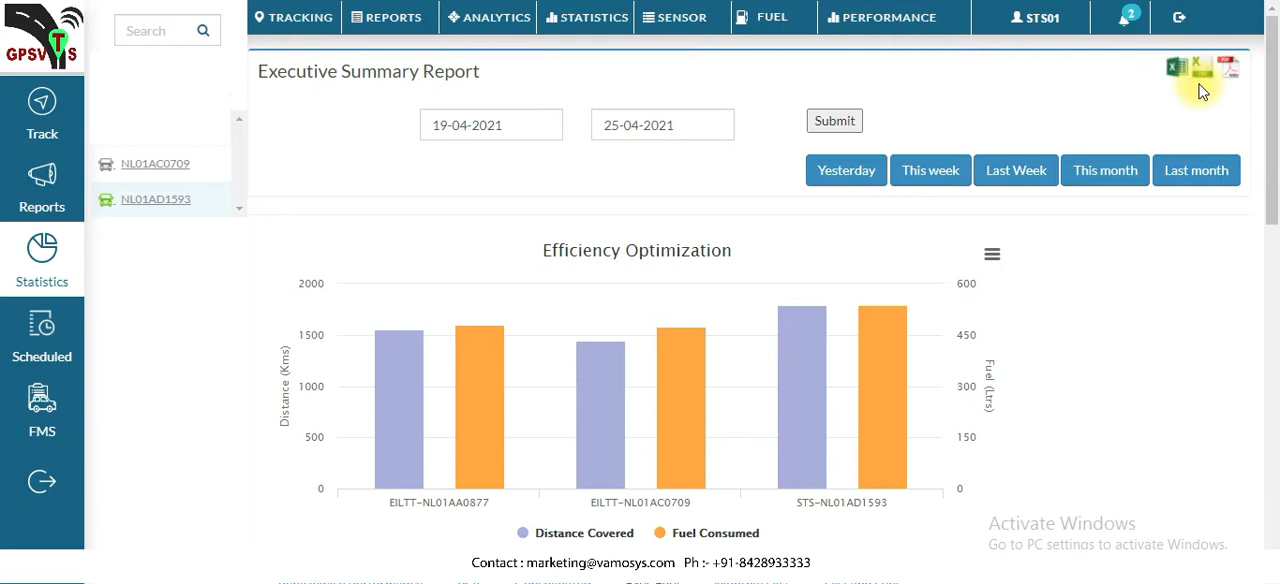 GPSVTS
Search
TRACKING
REPORTS
ANALYTICS
STATISTICS
SENSOR
FUEL
PERFORMANCE
STS01
2
Track
Reports
Statistics
Scheduled
FMS
NL01AC0709
NL01AD1593
Executive Summary Report
19-04-2021
25-04-2021
Submit
Yesterday
This week
Last Week
This month
Last month
Efficiency Optimization
2000
1500
1000
500
0
Distance (Kms)
600
450
300
150
0
Fuel (Ltrs)
EILTT-NL01AA0877
EILTT-NL01AC0709
STS-NL01AD1593
Distance Covered
Fuel Consumed
Activate Windows
Go to PC settings to activate Windows.
Contact : marketing@vamosys.com Ph :- +91-8428933333